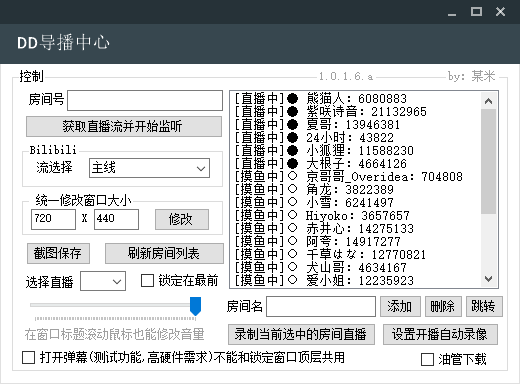 DD导播中心
控制
1.0.1.6.a
by: 某米
房间号
获取直播流并开始监听
Bilibili
流选择 主线
统一修改窗口大小
720 X 440 修改
截图保存 刷新房间列表
选择直播 锁定在最前
在窗口标题滚动鼠标也能修改音量
打开弹幕(测试功能,高硬件需求)不能和锁定窗口顶层共用
[直播中]● 熊猫人: 6080883
[直播中]● 紫咲诗音: 21132965
[直播中]● 夏哥: 13946381
[直播中]● 24小时: 43822
[直播中]● 小狐狸: 11588230
[直播中]● 大根子: 4664126
[摸鱼中]○ 京哥哥_Overidea: 704808
[摸鱼中]○ 角龙: 3822389
[摸鱼中]○ 小雪: 6241497
[摸鱼中]○ Hiyoko: 3657657
[摸鱼中]○ 赤井心: 14275133
[摸鱼中]○ 阿夸: 14917277
[摸鱼中]○ 千草はな: 12770821
[摸鱼中]○ 犬山哥: 4634167
[摸鱼中]○ 爱小姐: 12235923
房间名 添加 删除 跳转
录制当前选中的房间直播 设置开播自动录像
油管下载